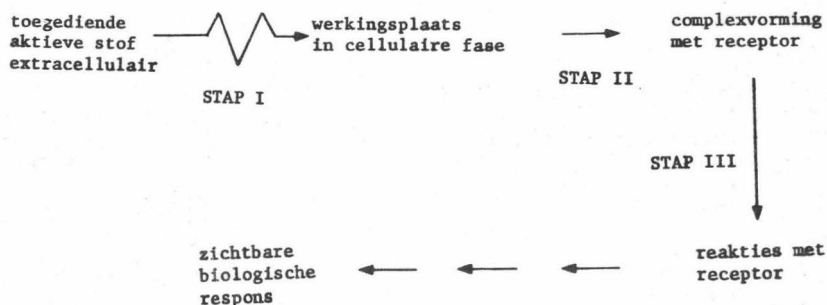 toegediende
aktieve stof
extracellulair
STAP I
werkingsplaats
in cellulaire fase
STAP II
complexvorming
met receptor
STAP III
reakties met
receptor
zichtbare
biologische
respons